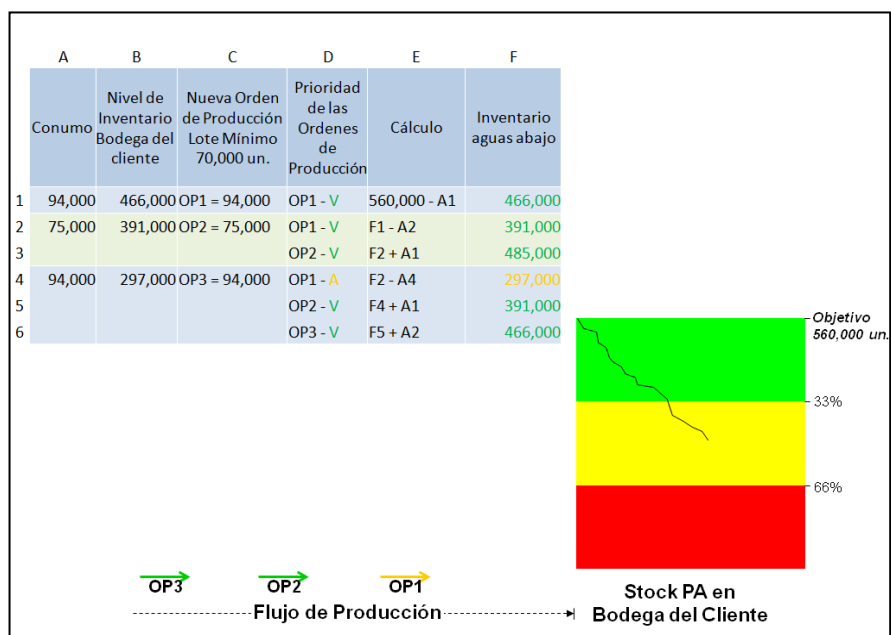 A B C D E F
Conumo
Nivel de
Inventario
Bodega del
cliente
Nueva Orden
de Producción
Lote Mínimo
70,000 un.
Prioridad
de las
Ordenes
de
Producción
Cálculo
Inventario
aguas abajo
1 94,000 466,000 OP1 = 94,000 OP1 - V 560,000 - A1 466,000
2 75,000 391,000 OP2 = 75,000 OP1 - V F1 - A2 391,000
3 OP2 - V F2 + A1 485,000
4 94,000 297,000 OP3 = 94,000 OP1 - A F2 - A4 297,000
5 OP2 - V F4 + A1 391,000
6 OP3 - V F5 + A2 466,000
Objetivo
560,000 un.
33%
66%
OP3 OP2 OP1
Flujo de Producción
Stock PA en
Bodega del Cliente